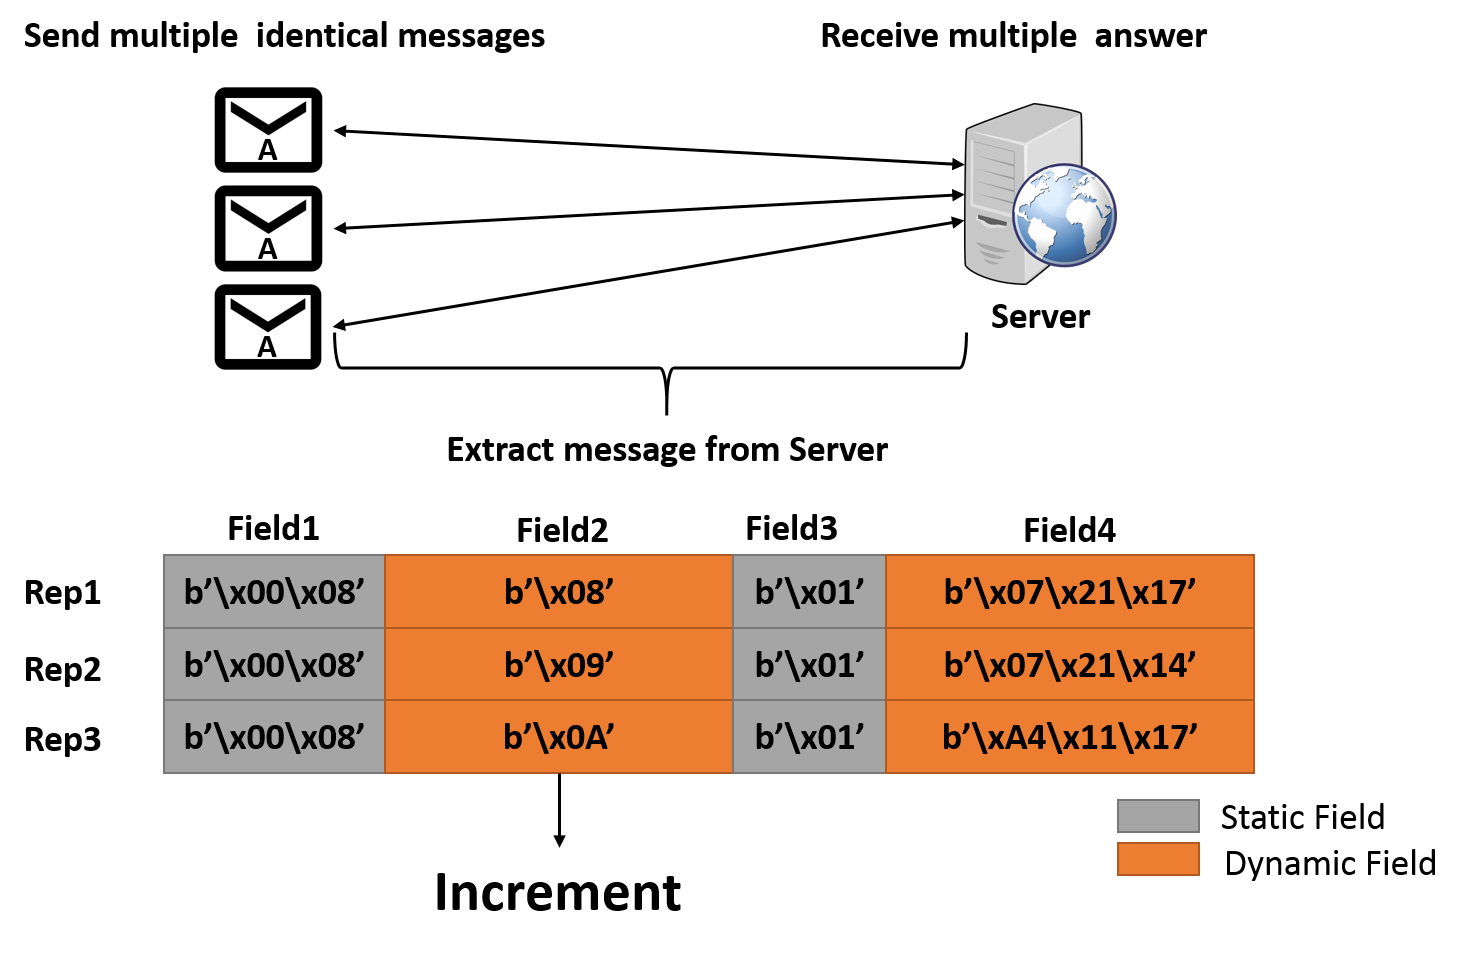 Send multiple identical messages
Receive multiple answer
A
A
A
Server
Extract message from Server
Field1 Field2 Field3 Field4
Rep1 b’\x00\x08’ b’\x08’ b’\x01’ b’\x07\x21\x17’
Rep2 b’\x00\x08’ b’\x09’ b’\x01’ b’\x07\x21\x14’
Rep3 b’\x00\x08’ b’\x0A’ b’\x01’ b’\xA4\x11\x17’
Static Field
Dynamic Field
Increment